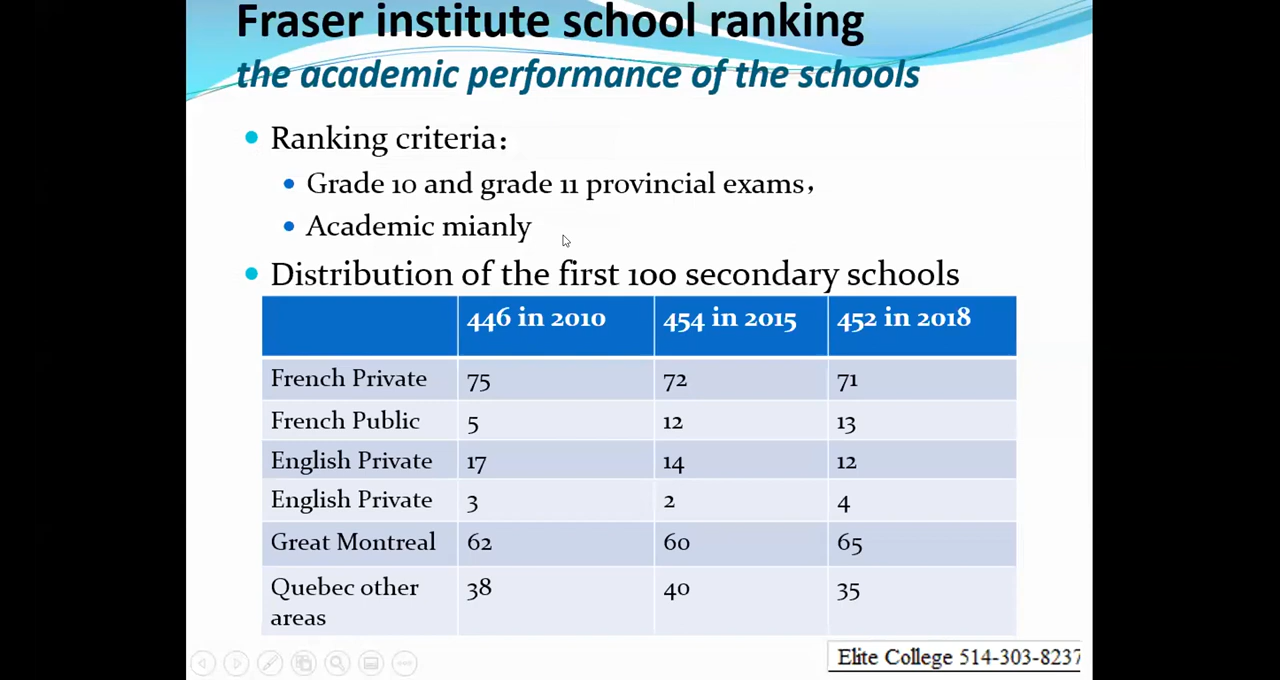 Fraser institute school ranking
the academic performance of the schools
Ranking criteria：
Grade 10 and grade 11 provincial exams，
Academic mianly
Distribution of the first 100 secondary schools
446 in 2010 454 in 2015 452 in 2018
French Private 75 72 71
French Public 5 12 13
English Private 17 14 12
English Private 3 2 4
Great Montreal 62 60 65
Quebec other areas 38 40 35
Elite College 514-303-8237